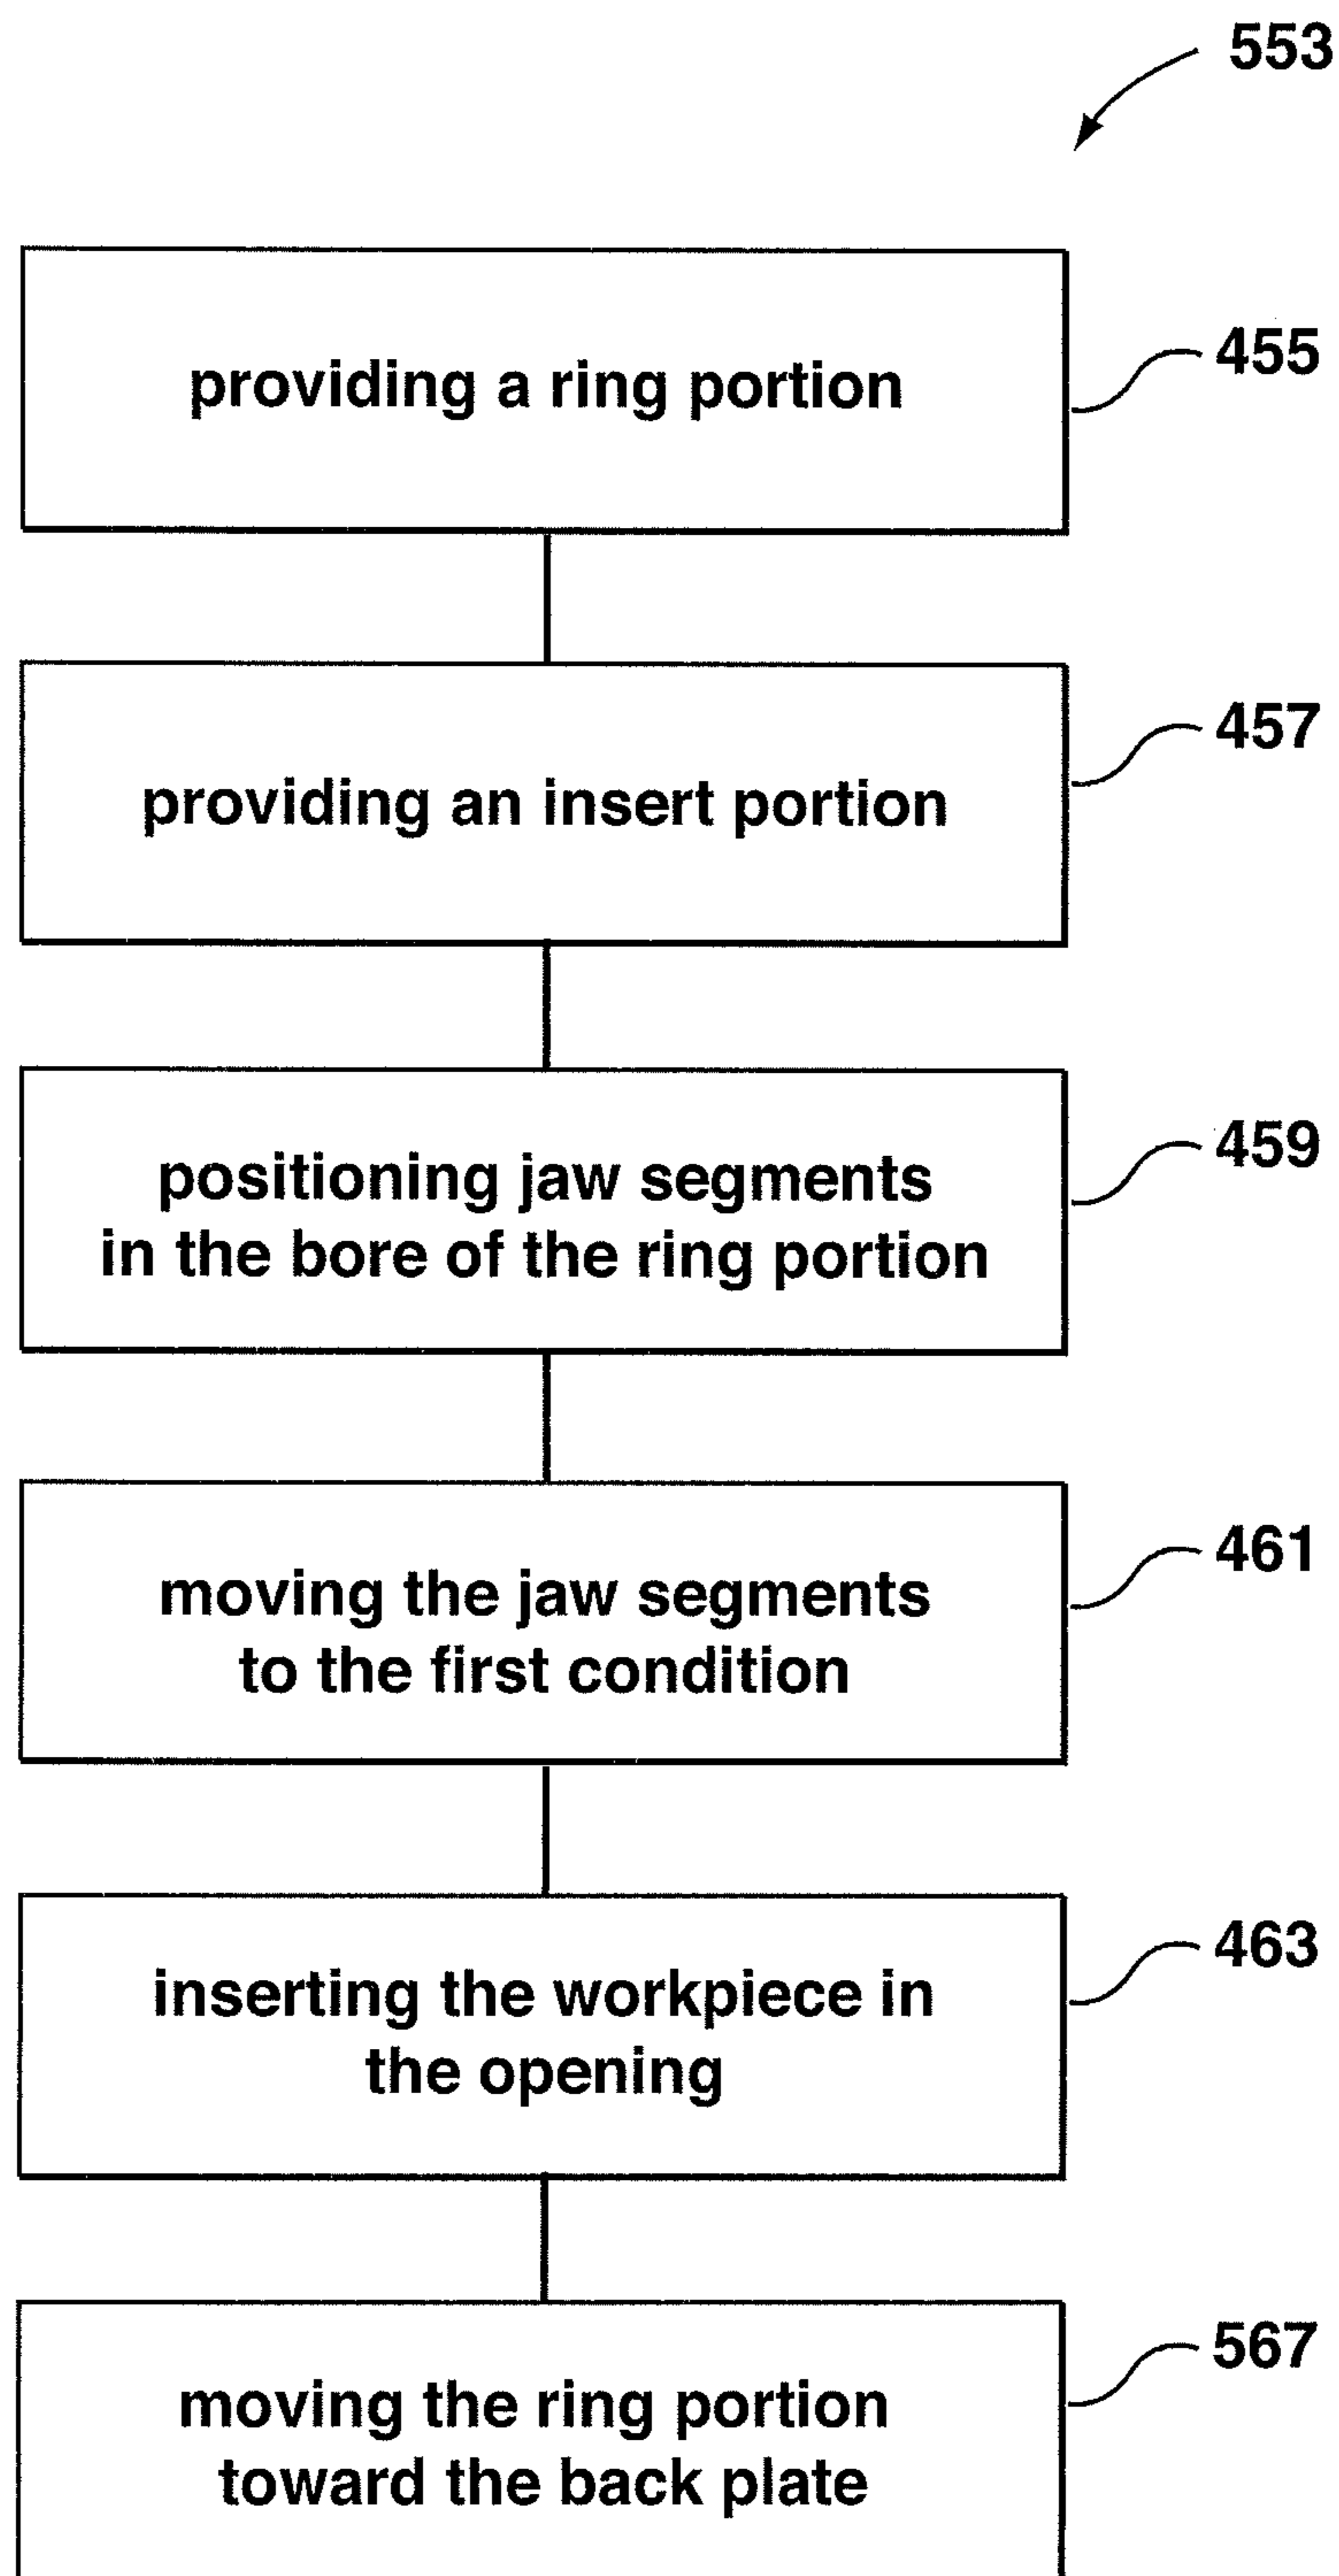 553
providing a ring portion
455
providing an insert portion
457
positioning jaw segments
in the bore of the ring portion
459
moving the jaw segments
to the first condition
461
inserting the workpiece in
the opening
463
moving the ring portion
toward the back plate
567